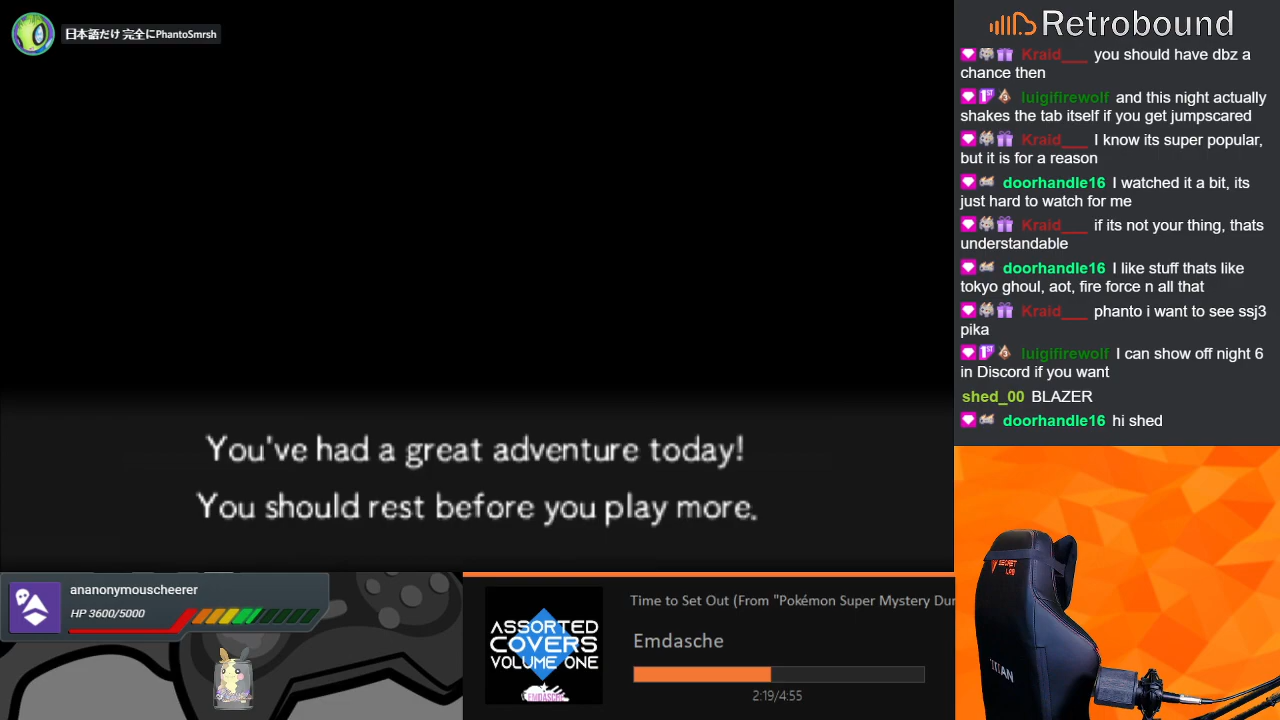 日本語だけ 完全にPhantoSmrsh
You've had a great adventure today!
You should rest before you play more.
ananonymouscheerer
HP 3600/5000
ASSORTED
COVERS
VOLUME ONE
EMDASCHE
Time to Set Out (From "Pokémon Super Mystery Dun
Emdasche
2:19/4:55
Retrobound
Kraid___ you should have dbz a
chance then
luigifirewolf and this night actually
shakes the tab itself if you get jumpscared
Kraid___ I know its super popular,
but it is for a reason
doorhandle16 I watched it a bit, its
just hard to watch for me
Kraid___ if its not your thing, thats
understandable
doorhandle16 I like stuff thats like
tokyo ghoul, aot, fire force n all that
Kraid___ phanto i want to see ssj3
pika
luigifirewolf I can show off night 6
in Discord if you want
shed_00 BLAZER
doorhandle16 hi shed
SECRET
LAB
TITAN